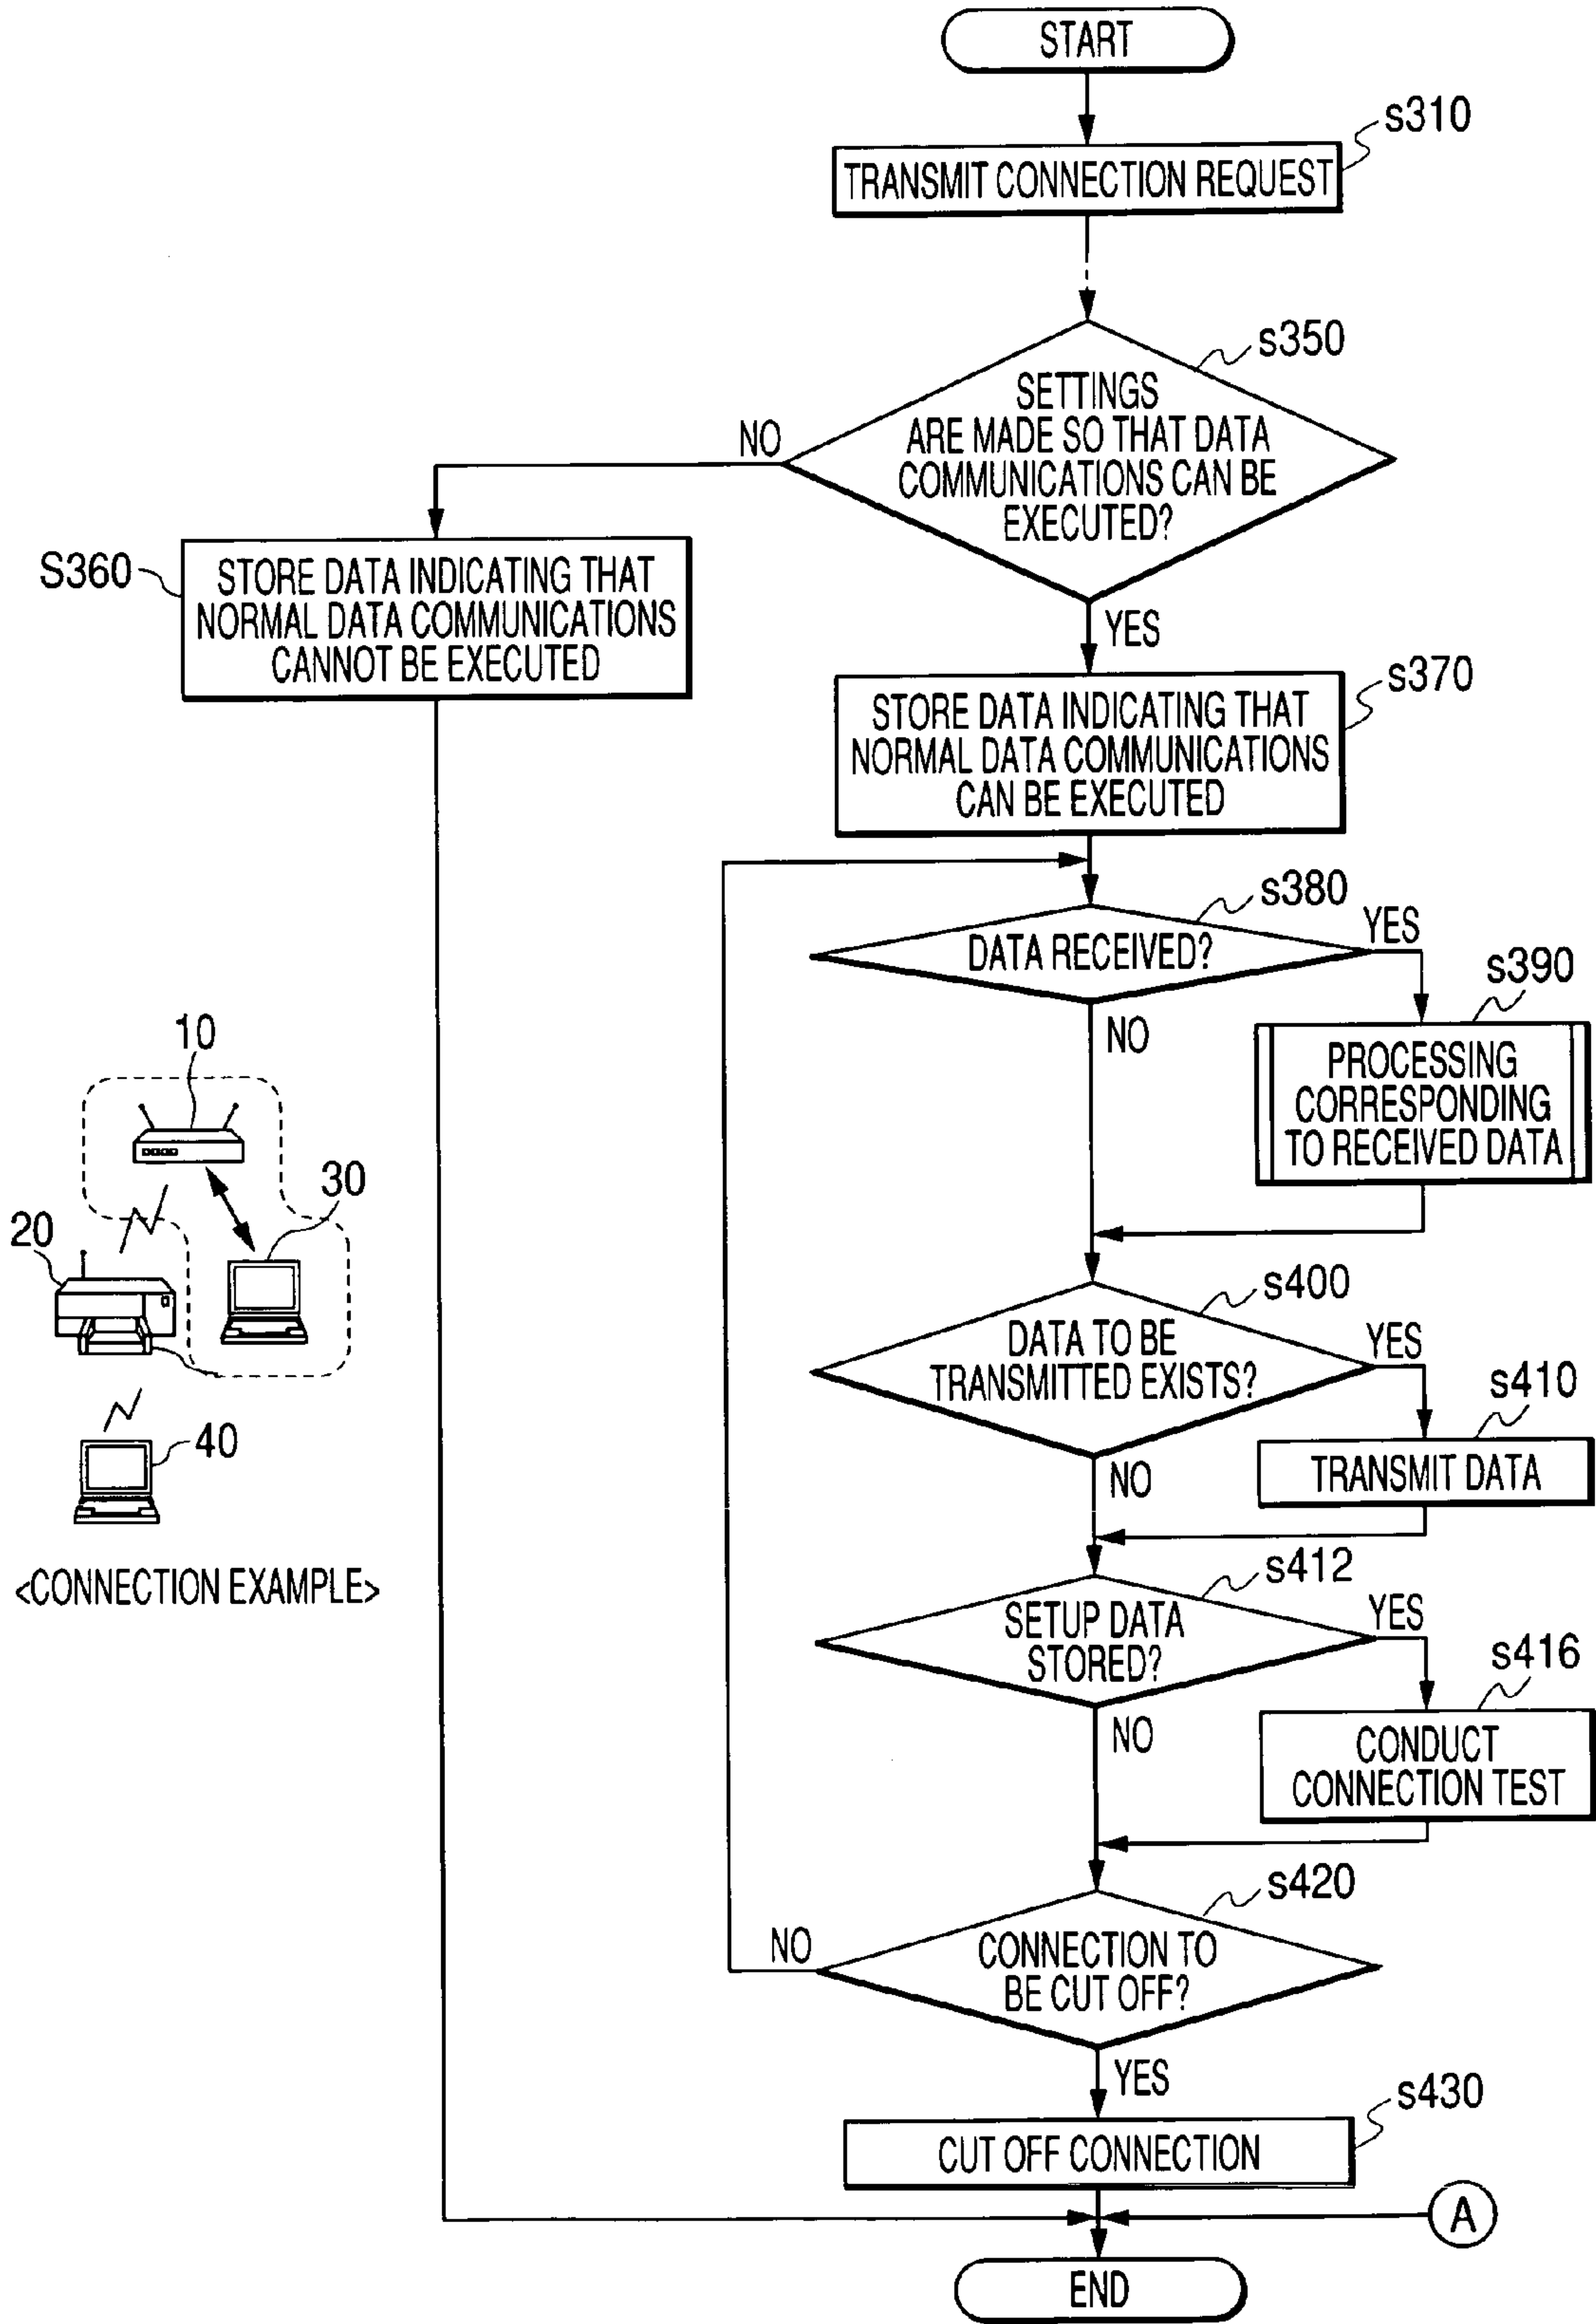 START
s310
TRANSMIT CONNECTION REQUEST
s350
SETTINGS
ARE MADE SO THAT DATA
COMMUNICATIONS CAN BE
EXECUTED?
NO
YES
S360
STORE DATA INDICATING THAT
NORMAL DATA COMMUNICATIONS
CANNOT BE EXECUTED
s370
STORE DATA INDICATING THAT
NORMAL DATA COMMUNICATIONS
CAN BE EXECUTED
s380
DATA RECEIVED?
YES
NO
s390
PROCESSING
CORRESPONDING
TO RECEIVED DATA
10
30
20
40
<CONNECTION EXAMPLE>
s400
DATA TO BE
TRANSMITTED EXISTS?
YES
NO
s410
TRANSMIT DATA
s412
SETUP DATA
STORED?
YES
NO
s416
CONDUCT
CONNECTION TEST
s420
CONNECTION TO
BE CUT OFF?
NO
YES
s430
CUT OFF CONNECTION
A
END